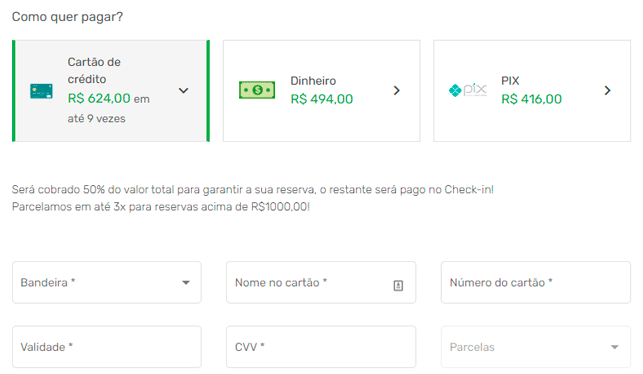 Como quer pagar?
Cartão de
crédito
R$ 624,00 em
até 9 vezes
Dinheiro
R$ 494,00
pix
PIX
R$ 416,00
Será cobrado 50% do valor total para garantir a sua reserva, o restante será pago no Check-in!
Parcelamos em até 3x para reservas acima de R$1000,00!
Bandeira *
Nome no cartão *
Número do cartão *
Validade *
CVV *
Parcelas